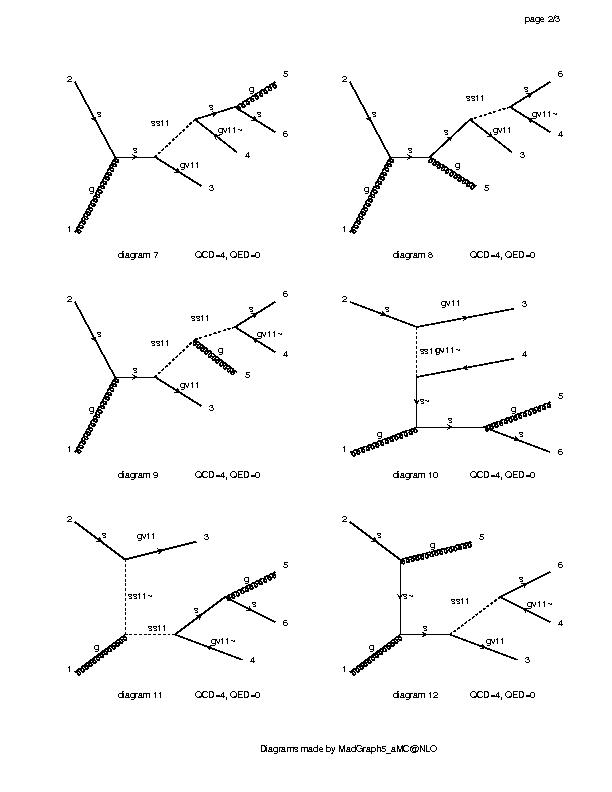 page 2/3
2
s
ss11
s
g
5
gv11~
s
6
g
s
gv11
4
3
1
diagram 7 QCD=4, QED=0
2
s
ss11
s
6
s
gv11~
4
gv11
3
g
s
g
5
1
diagram 8 QCD=4, QED=0
2
s
ss11
ss11
s
6
gv11~
4
g
5
g
s
gv11
3
1
diagram 9 QCD=4, QED=0
2
s
gv11
3
ss11
gv11~
4
s~
g
s
g
5
s
6
1
diagram 10 QCD=4, QED=0
2
s
gv11
3
ss11~
g
ss11
s
g
5
s
6
gv11~
4
1
diagram 11 QCD=4, QED=0
2
s
g
5
s~
ss11
s
6
gv11~
4
g
s
gv11
3
1
diagram 12 QCD=4, QED=0
Diagrams made by MadGraph5_aMC@NLO